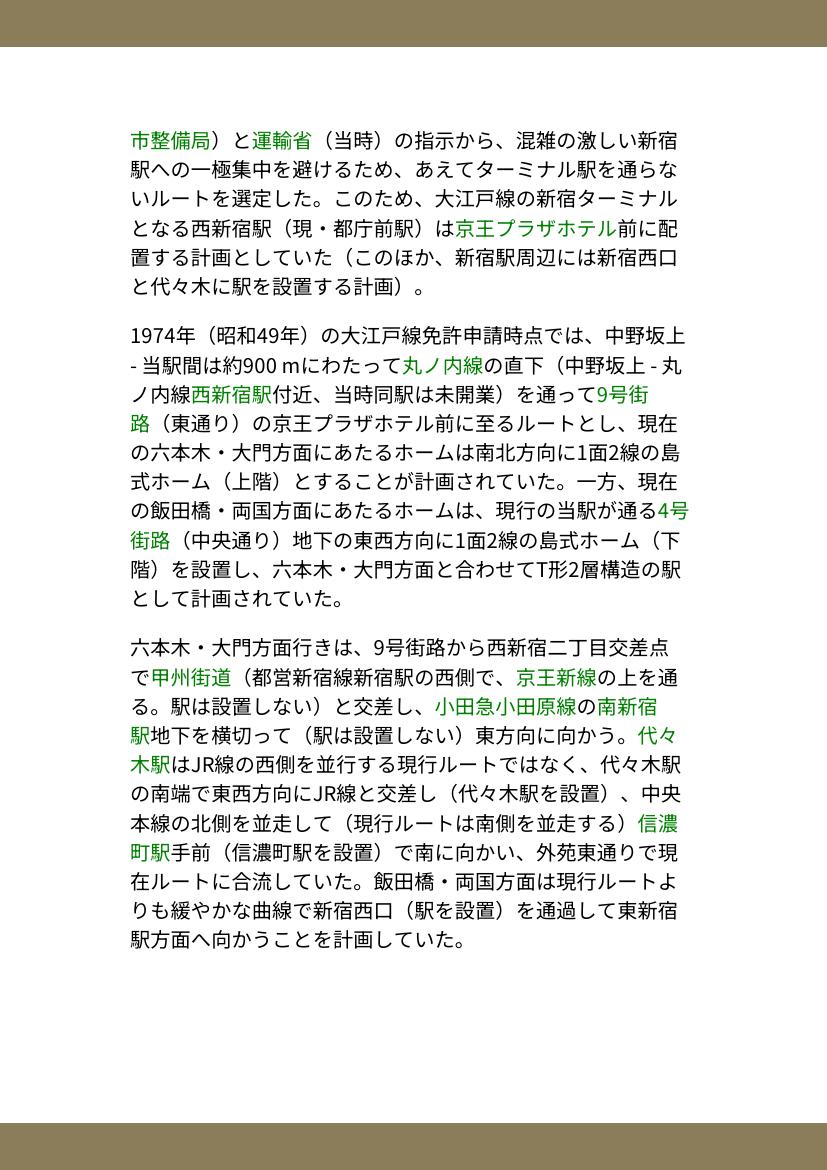 市整備局）と運輸省（当時）の指示から、混雑の激しい新宿
駅への一極集中を避けるため、あえてターミナル駅を通らな
いルートを選定した。このため、大江戸線の新宿ターミナル
となる西新宿駅（現・都庁前駅）は京王プラザホテル前に配
置する計画としていた（このほか、新宿駅周辺には新宿西口
と代々木に駅を設置する計画）。
1974年（昭和49年）の大江戸線免許申請時点では、中野坂上
- 当駅間は約900 mにわたって丸ノ内線の直下（中野坂上 - 丸
ノ内線西新宿駅付近、当時同駅は未開業）を通って9号街
路（東通り）の京王プラザホテル前に至るルートとし、現在
の六本木・大門方面にあたるホームは南北方向に1面2線の島
式ホーム（上階）とすることが計画されていた。一方、現在
の飯田橋・両国方面にあたるホームは、現行の当駅が通る4号
街路（中央通り）地下の東西方向に1面2線の島式ホーム（下
階）を設置し、六本木・大門方面と合わせてT形2層構造の駅
として計画されていた。
六本木・大門方面行きは、9号街路から西新宿二丁目交差点
で甲州街道（都営新宿線新宿駅の西側で、京王新線の上を通
る。駅は設置しない）と交差し、小田急小田原線の南新宿
駅地下を横切って（駅は設置しない）東方向に向かう。代々
木駅はJR線の西側を並行する現行ルートではなく、代々木駅
の南端で東西方向にJR線と交差し（代々木駅を設置）、中央
本線の北側を並走して（現行ルートは南側を並走する）信濃
町駅手前（信濃町駅を設置）で南に向かい、外苑東通りで現
在ルートに合流していた。飯田橋・両国方面は現行ルートよ
りも緩やかな曲線で新宿西口（駅を設置）を通過して東新宿
駅方面へ向かうことを計画していた。